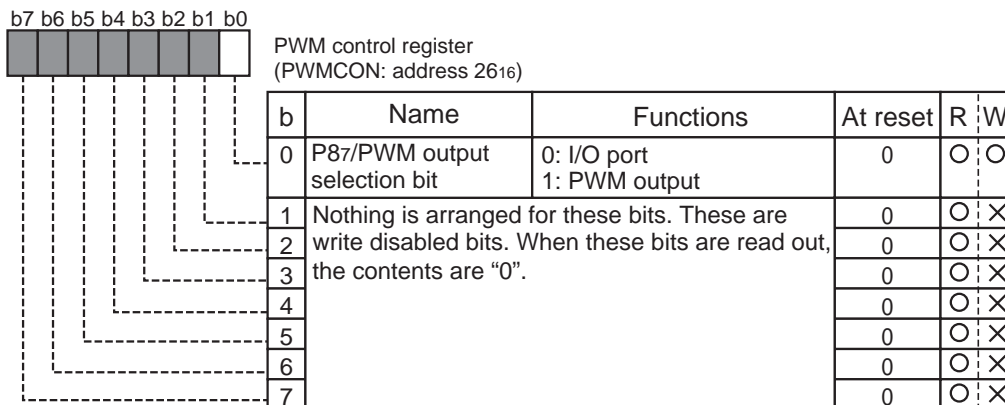 b7 b6 b5 b4 b3 b2 b1 b0
PWM control register
(PWMCON: address 2616)
b Name Functions At reset R W
0 P87/PWM output selection bit 0: I/O port 1: PWM output 0 O O
1 Nothing is arranged for these bits. These are 0 O X
2 write disabled bits. When these bits are read out, 0 O X
3 the contents are “0”. 0 O X
4 0 O X
5 0 O X
6 0 O X
7 0 O X